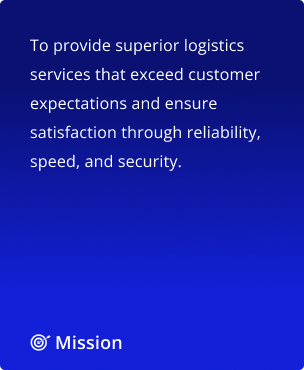 To provide superior logistics
services that exceed customer
expectations and ensure
satisfaction through reliability,
speed, and security.
Mission